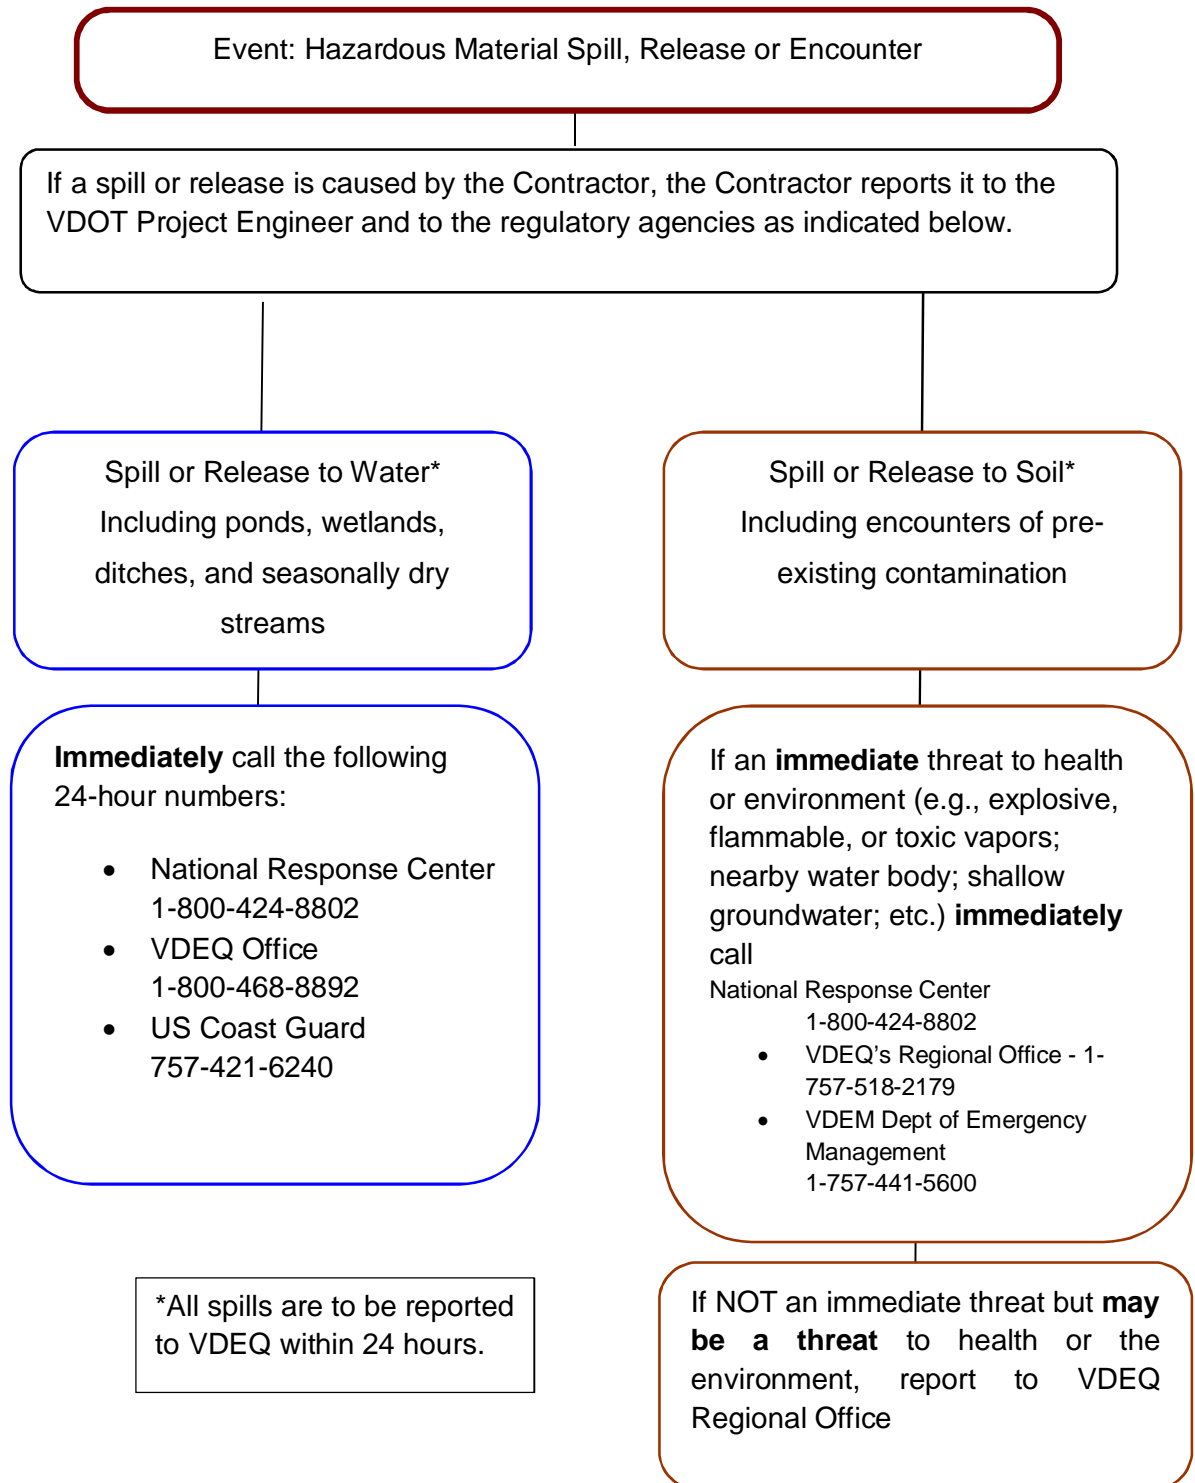 Event: Hazardous Material Spill, Release or Encounter
If a spill or release is caused by the Contractor, the Contractor reports it to the
VDOT Project Engineer and to the regulatory agencies as indicated below.
Spill or Release to Water*
Including ponds, wetlands,
ditches, and seasonally dry
streams
Immediately call the following
24-hour numbers:
• National Response Center
1-800-424-8802
• VDEQ Office
1-800-468-8892
• US Coast Guard
757-421-6240
*All spills are to be reported
to VDEQ within 24 hours.
Spill or Release to Soil*
Including encounters of pre-
existing contamination
If an immediate threat to health
or environment (e.g., explosive,
flammable, or toxic vapors;
nearby water body; shallow
groundwater; etc.) immediately
call
National Response Center
1-800-424-8802
• VDEQ’s Regional Office - 1-
757-518-2179
• VDEM Dept of Emergency
Management
1-757-441-5600
If NOT an immediate threat but may
be a threat to health or the
environment, report to VDEQ
Regional Office